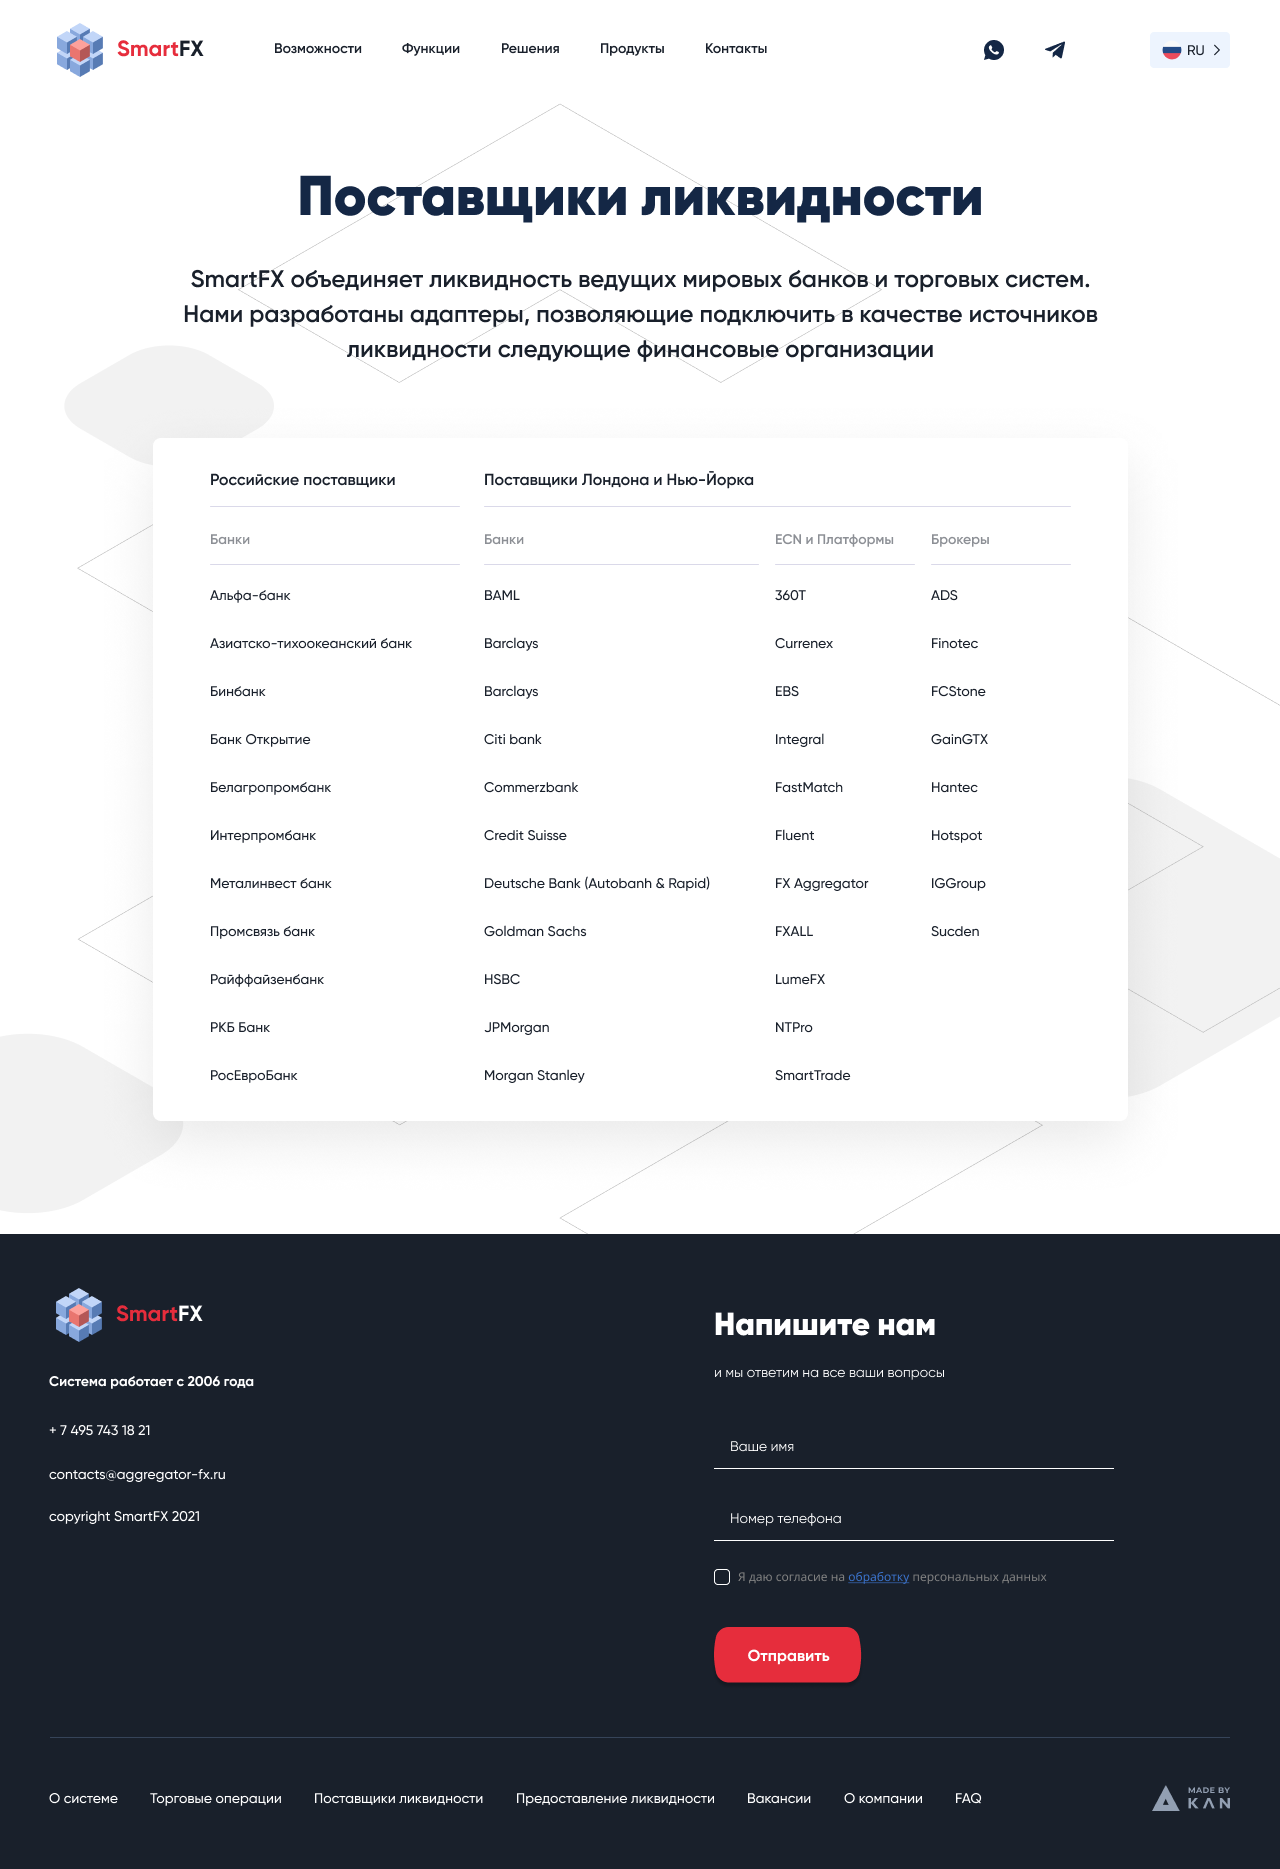 SmartFX
Возможности
Функции
Решения
Продукты
Контакты
RU
Поставщики ликвидности
SmartFX объединяет ликвидность ведущих мировых банков и торговых систем.
Нами разработаны адаптеры, позволяющие подключить в качестве источников
ликвидности следующие финансовые организации
Российские поставщики
Поставщики Лондона и Нью-Йорка
Банки
Банки
ECN и Платформы
Брокеры
Альфа-банк
BAML
360T
ADS
Азиатско-тихоокеанский банк
Barclays
Currenex
Finotec
Бинбанк
Barclays
EBS
FCStone
Банк Открытие
Citi bank
Integral
GainGTX
Белагропромбанк
Commerzbank
FastMatch
Hantec
Интерпромбанк
Credit Suisse
Fluent
Hotspot
Металинвест банк
Deutsche Bank (Autobanh & Rapid)
FX Aggregator
IGGroup
Промсвязь банк
Goldman Sachs
FXALL
Sucden
Райффайзенбанк
HSBC
LumeFX
РКБ Банк
JPMorgan
NTPro
РосЕвроБанк
Morgan Stanley
SmartTrade
SmartFX
Система работает с 2006 года
+ 7 495 743 18 21
contacts@aggregator-fx.ru
copyright SmartFX 2021
Напишите нам
и мы ответим на все ваши вопросы
Ваше имя
Номер телефона
Я даю согласие на обработку персональных данных
Отправить
О системе
Торговые операции
Поставщики ликвидности
Предоставление ликвидности
Вакансии
О компании
FAQ
MADE BY
KAN